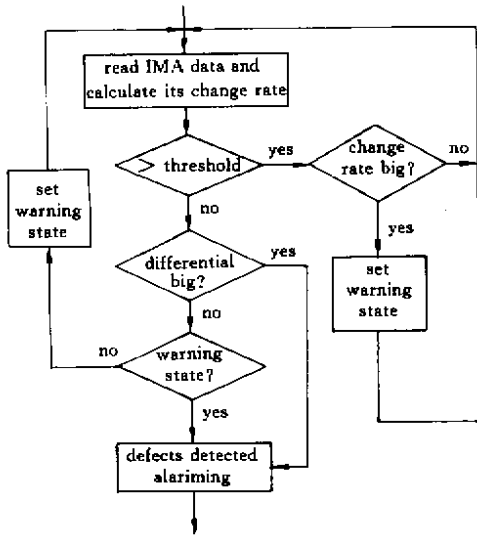 read IMA data and
calculate its change rate
> threshold
yes
change
rate big?
no
set
warning
state
no
yes
differential
big?
yes
set
warning
state
no
no
warning
state?
yes
defects detected
alariming